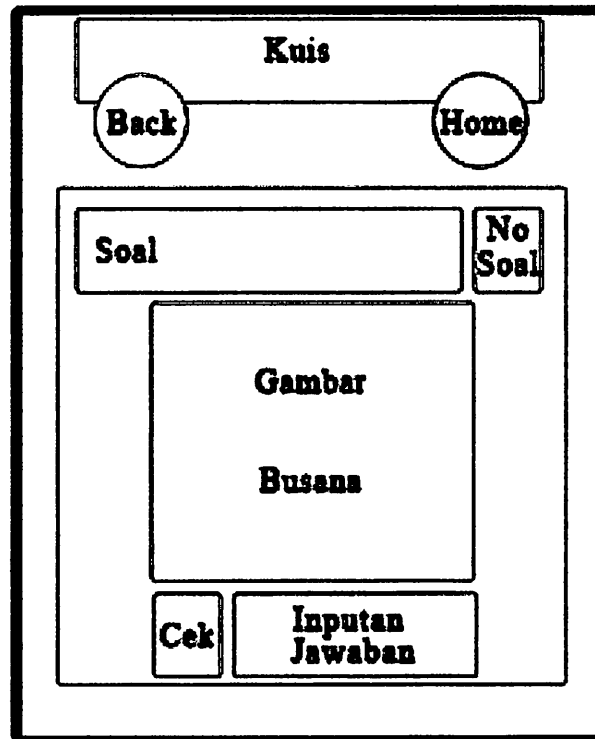 Kuis
Back
Home
Soal
No
Soal
Gambar
Busana
Cek
Inputan
Jawaban